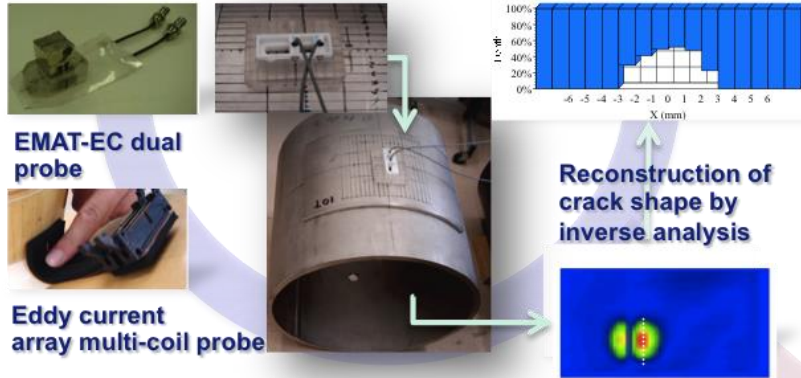 100%
80%
60%
40%
20%
0%
-6 -5 -4 -3 -2 -1 0 1 2 3 4 5 6
X (mm)
EMAT-EC dual
probe
Reconstruction of
crack shape by
inverse analysis
Eddy current
array multi-coil probe